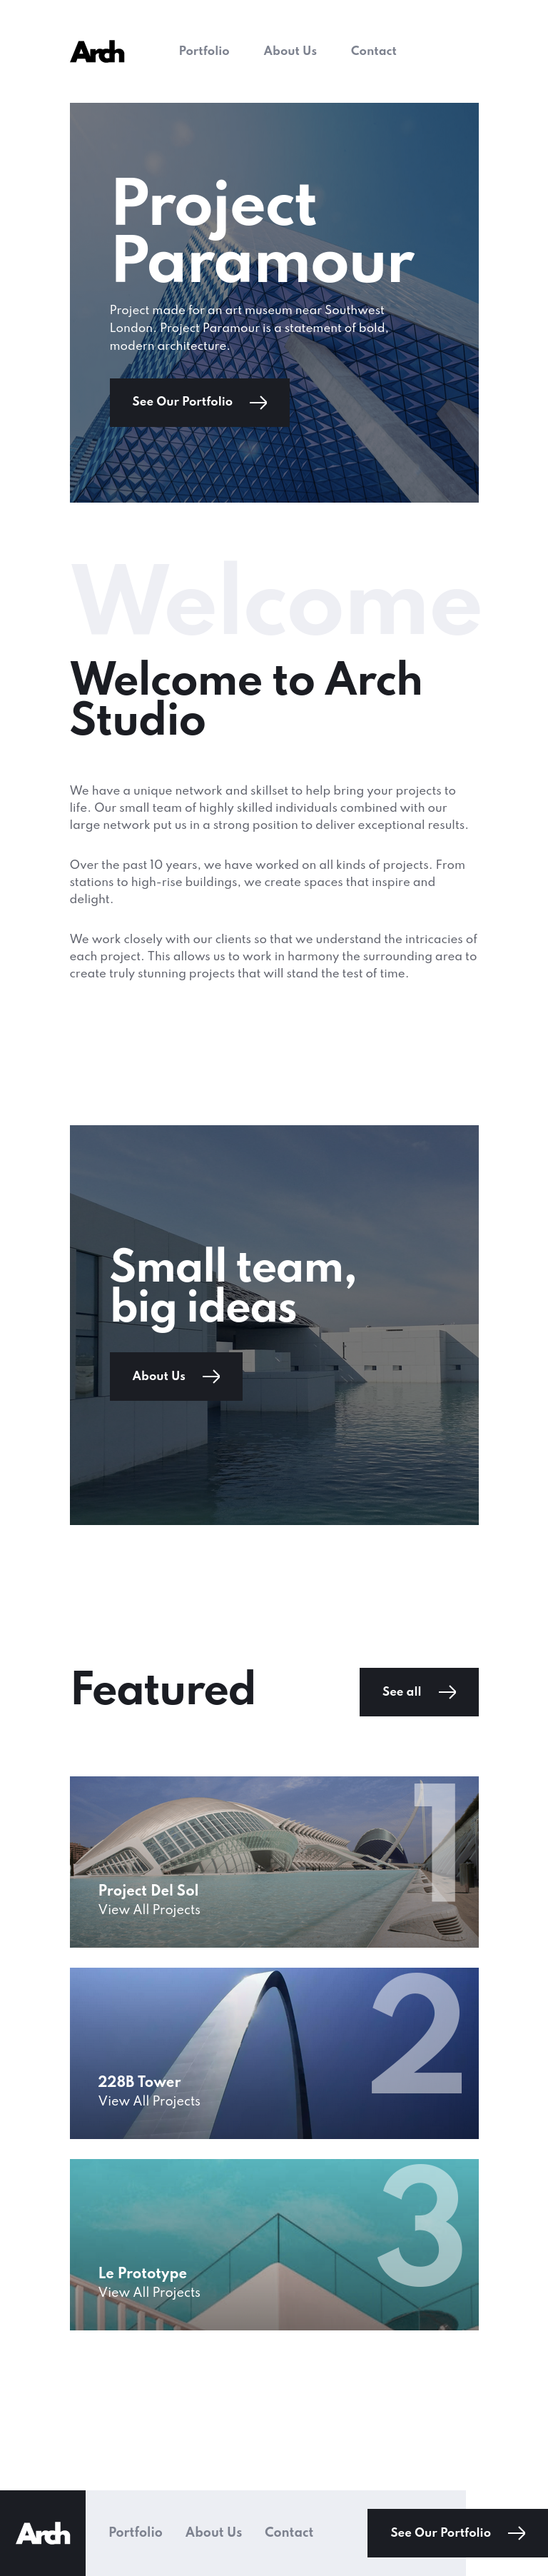 Arch Portfolio About Us Contact
Project
Paramour
Project made for an art museum near Southwest
London. Project Paramour is a statement of bold,
modern architecture.
See Our Portfolio
Welcome
Welcome to Arch
Studio
We have a unique network and skillset to help bring your projects to
life. Our small team of highly skilled individuals combined with our
large network put us in a strong position to deliver exceptional results.
Over the past 10 years, we have worked on all kinds of projects. From
stations to high-rise buildings, we create spaces that inspire and
delight.
We work closely with our clients so that we understand the intricacies of
each project. This allows us to work in harmony the surrounding area to
create truly stunning projects that will stand the test of time.
Small team,
big ideas
About Us
Featured
See all
1
Project Del Sol
View All Projects
2
228B Tower
View All Projects
3
Le Prototype
View All Projects
Arch Portfolio About Us Contact See Our Portfolio